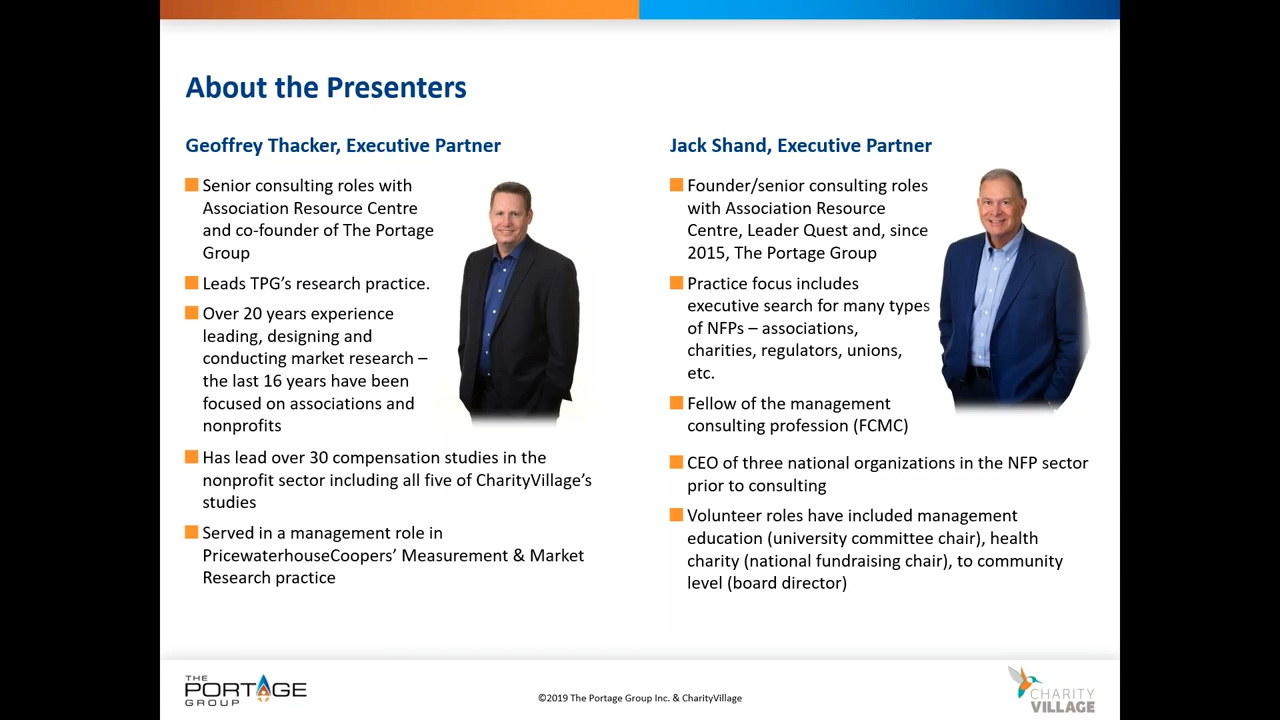 About the Presenters
Geoffrey Thacker, Executive Partner
Senior consulting roles with
Association Resource Centre
and co-founder of The Portage
Group
Leads TPG’s research practice.
Over 20 years experience
leading, designing and
conducting market research –
the last 16 years have been
focused on associations and
nonprofits
Has lead over 30 compensation studies in the
nonprofit sector including all five of CharityVillage’s
studies
Served in a management role in
PricewaterhouseCoopers’ Measurement & Market
Research practice
Jack Shand, Executive Partner
Founder/senior consulting roles
with Association Resource
Centre, Leader Quest and, since
2015, The Portage Group
Practice focus includes
executive search for many types
of NFPs – associations,
charities, regulators, unions,
etc.
Fellow of the management
consulting profession (FCMC)
CEO of three national organizations in the NFP sector
prior to consulting
Volunteer roles have included management
education (university committee chair), health
charity (national fundraising chair), to community
level (board director)
THE
PORTAGE
GROUP
©2019 The Portage Group Inc. & CharityVillage
CHARITY
VILLAGE